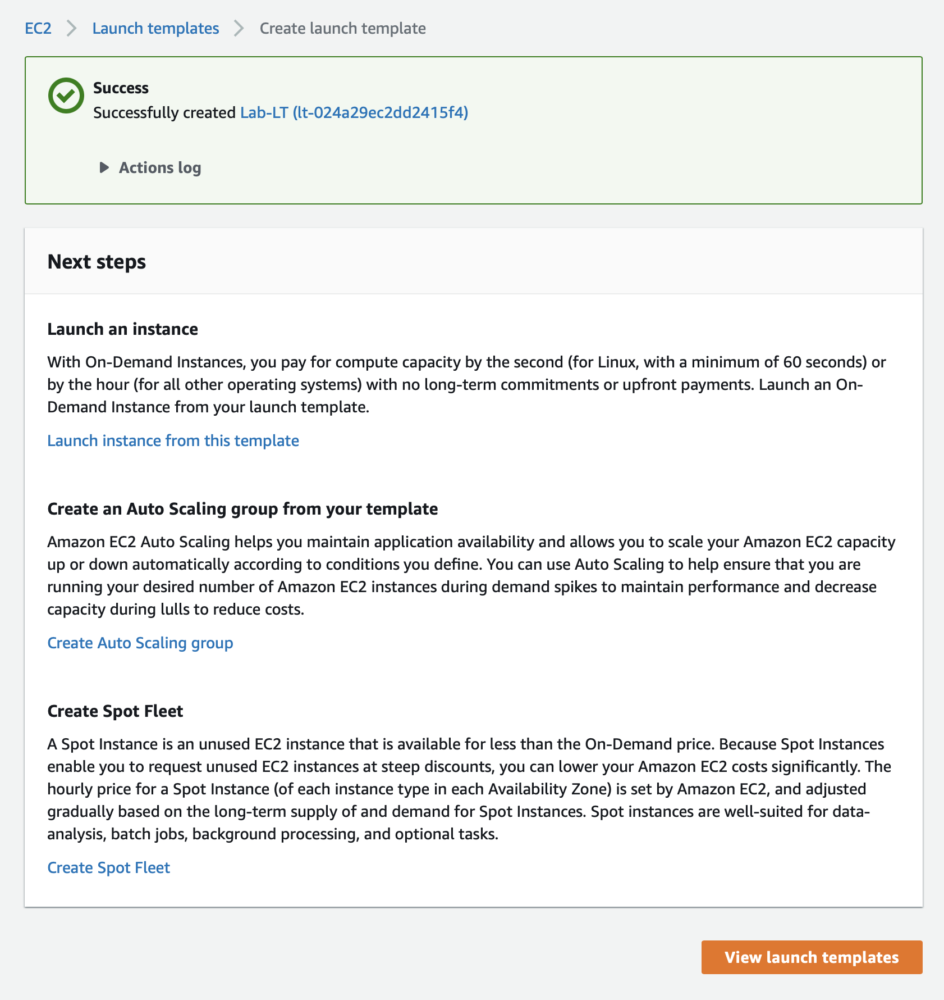 EC2 Launch templates Create launch template
Success
Successfully created Lab-LT (lt-024a29ec2dd2415f4)
Actions log
Next steps
Launch an instance
With On-Demand Instances, you pay for compute capacity by the second (for Linux, with a minimum of 60 seconds) or
by the hour (for all other operating systems) with no long-term commitments or upfront payments. Launch an On-
Demand Instance from your launch template.
Launch instance from this template
Create an Auto Scaling group from your template
Amazon EC2 Auto Scaling helps you maintain application availability and allows you to scale your Amazon EC2 capacity
up or down automatically according to conditions you define. You can use Auto Scaling to help ensure that you are
running your desired number of Amazon EC2 instances during demand spikes to maintain performance and decrease
capacity during lulls to reduce costs.
Create Auto Scaling group
Create Spot Fleet
A Spot Instance is an unused EC2 instance that is available for less than the On-Demand price. Because Spot Instances
enable you to request unused EC2 instances at steep discounts, you can lower your Amazon EC2 costs significantly. The
hourly price for a Spot Instance (of each instance type in each Availability Zone) is set by Amazon EC2, and adjusted
gradually based on the long-term supply of and demand for Spot Instances. Spot instances are well-suited for data-
analysis, batch jobs, background processing, and optional tasks.
Create Spot Fleet
View launch templates